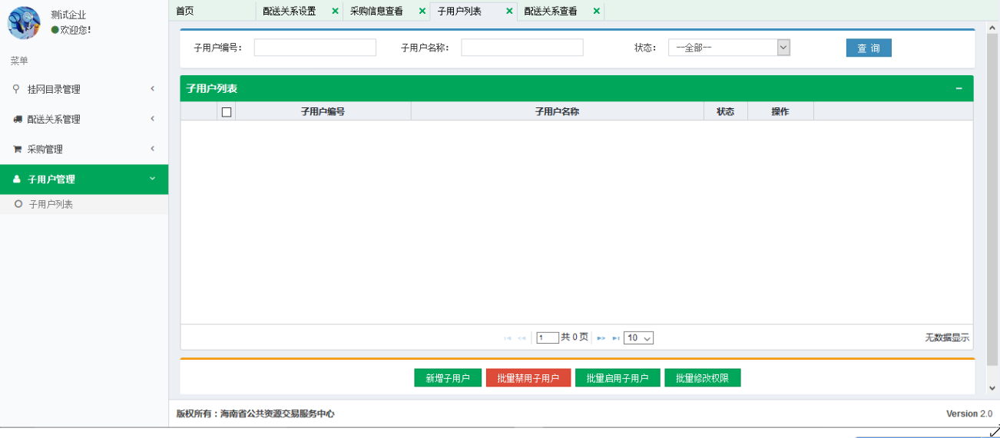 测试企业
欢迎您!
菜单
挂网目录管理
配送关系管理
采购管理
子用户管理
子用户列表
首页 配送关系设置 采购信息查看 子用户列表 配送关系查看
子用户编号： 子用户名称： 状态： --全部-- 查 询
子用户列表
子用户编号 子用户名称 状态 操作
1 共 0 页 10 无数据显示
新增子用户 批量禁用子用户 批量启用子用户 批量修改权限
版权所有：海南省公共资源交易服务中心 Version 2.0